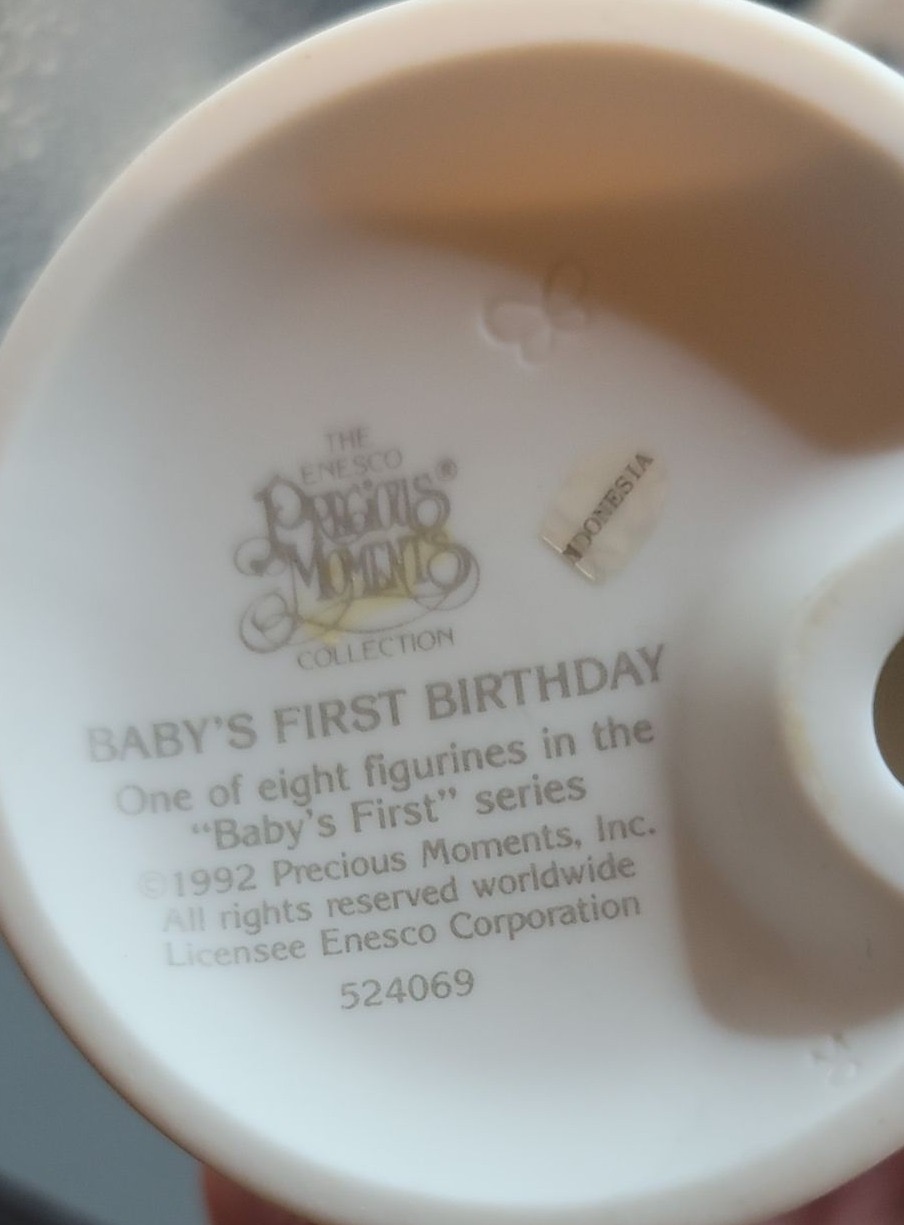 THE
ENESCO
PRECIOUS®
MOMENTS
COLLECTION
INDONESIA
BABY'S FIRST BIRTHDAY
One of eight figurines in the
"Baby's First" series
©1992 Precious Moments, Inc.
All rights reserved worldwide
Licensee Enesco Corporation
524069